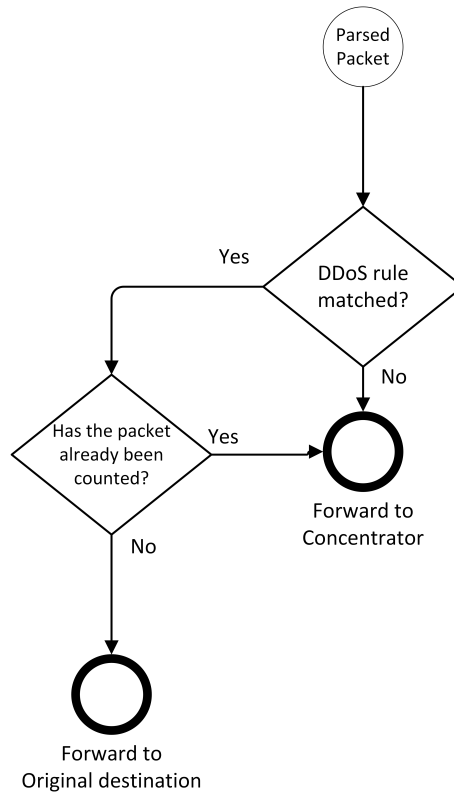 Parsed
Packet
Yes
DDoS rule
matched?
No
Has the packet
already been
counted?
Yes
Forward to
Concentrator
No
Forward to
Original destination